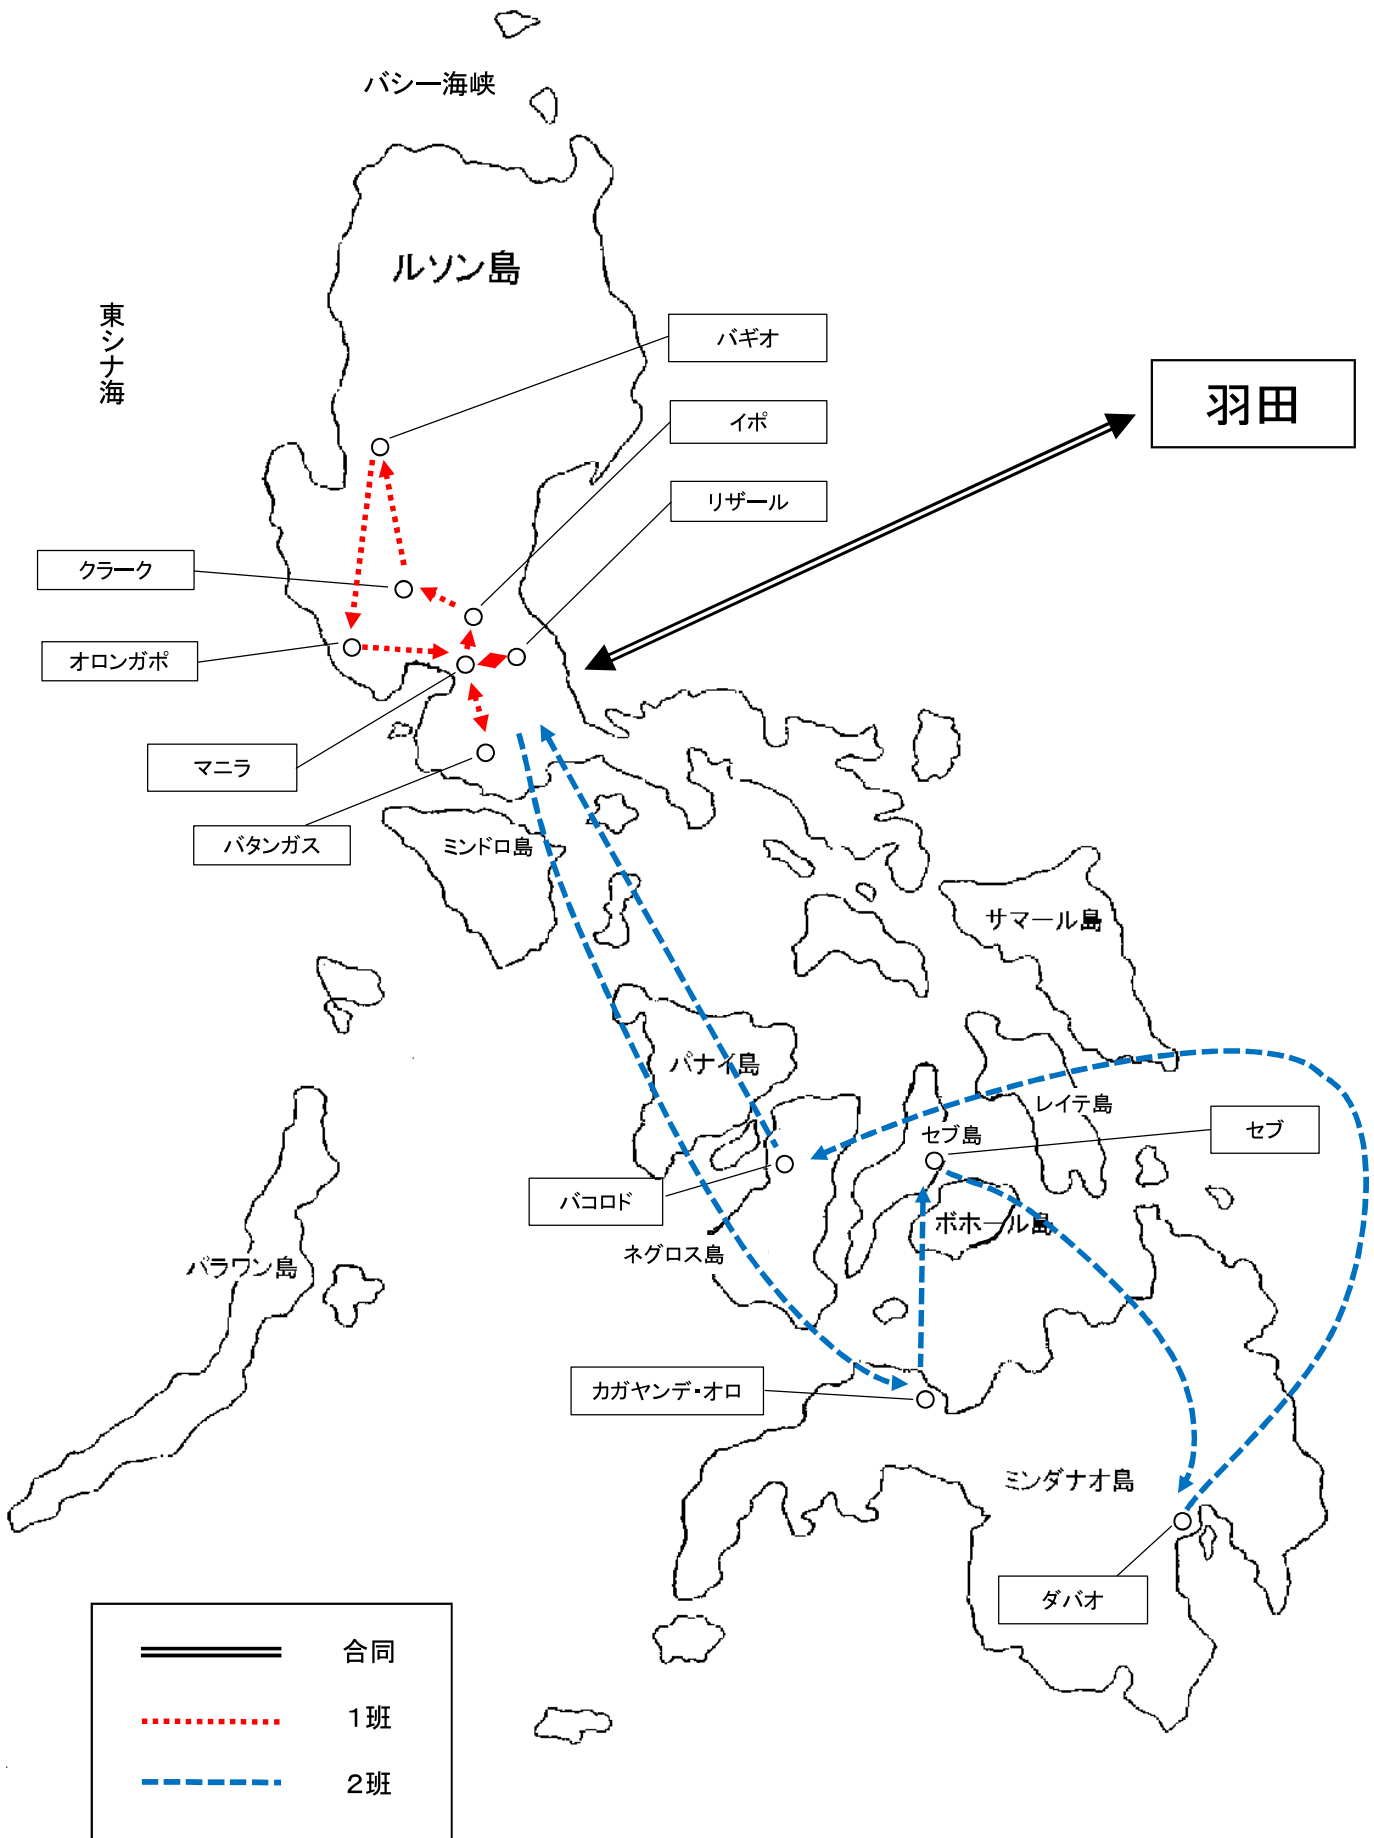 バシー海峡
ルソン島
東シナ海
バギオ
羽田
イポ
リザール
クラーク
オロンガポ
マニラ
バタンガス
ミンドロ島
サマール島
パナイ島
レイテ島
セブ島
セブ
バコロド
ボホール島
ネグロス島
パラワン島
カガヤンデ・オロ
ミンダナオ島
ダバオ
合同
１班
２班